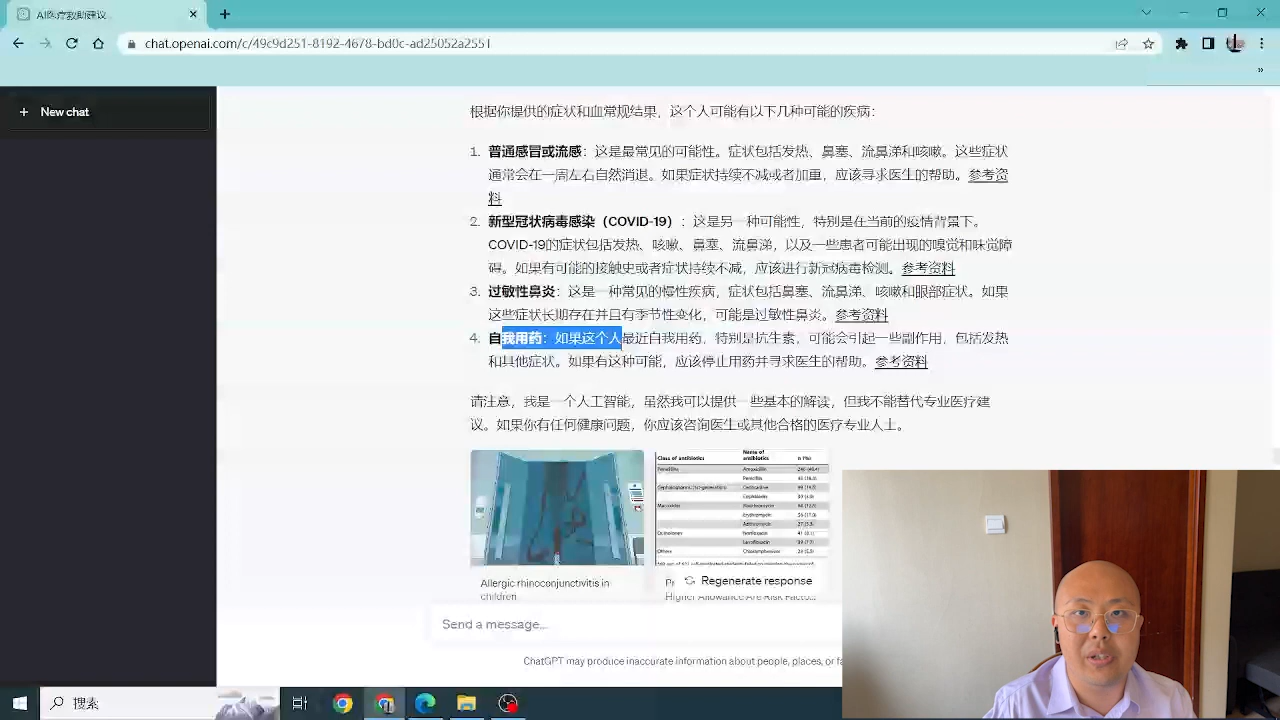 AI医疗领域建议
chat.openai.com/c/49c9d251-8192-4678-bd0c-ad25052a2551
New chat
根据你提供的症状和血常规结果，这个人可能有以下几种可能的疾病：
1. 普通感冒或流感：这是最常见的可能性。症状包括发热、鼻塞、流鼻涕和咳嗽。这些症状
通常会在一周左右自然消退。如果症状持续不减或者加重，应该寻求医生的帮助。参考资
料
2. 新型冠状病毒感染（COVID-19）：这是另一种可能性，特别是在当前的疫情背景下。
COVID-19的症状包括发热、咳嗽、鼻塞、流鼻涕，以及一些患者可能出现的嗅觉和味觉障
碍。如果有可能的接触史或者症状持续不减，应该进行新冠病毒检测。参考资料
3. 过敏性鼻炎：这是一种常见的慢性疾病，症状包括鼻塞、流鼻涕、咳嗽和眼部症状。如果
这些症状长期存在并且有季节性变化，可能是过敏性鼻炎。参考资料
4. 自我用药：如果这个人最近自我用药，特别是抗生素，可能会引起一些副作用，包括发热
和其他症状。如果有这种可能，应该停止用药并寻求医生的帮助。参考资料
请注意，我是一个人工智能，虽然我可以提供一些基本的解读，但我不能替代专业医疗建
议。如果你有任何健康问题，你应该咨询医生或其他合格的医疗专业人士。
Class of antibiotics
Name of antibiotics
n (%)
Allergic rhinoconjunctivitis in
children
Regenerate response
Higher Allowance Are Risk Factors...
Send a message...
ChatGPT may produce inaccurate information about people, places, or fa
搜索